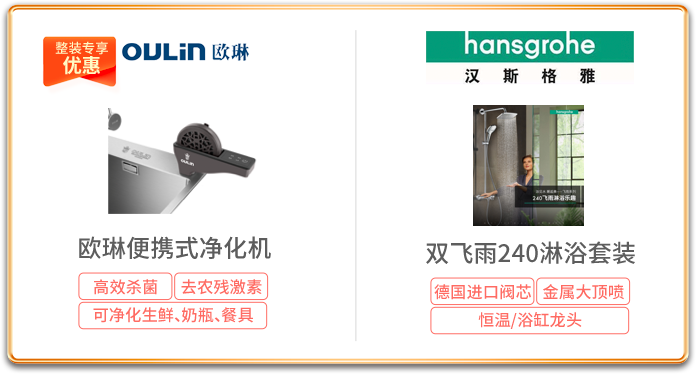 整装专享
优惠
OULIN 欧琳
OULIN
OULIN
欧琳便携式净化机
高效杀菌 去农残激素
可净化生鲜、奶瓶、餐具
hansgrohe
汉斯格雅
hansgrohe
240飞雨淋浴乐趣
双飞雨240淋浴套装
德国进口阀芯 金属大顶喷
恒温/浴缸龙头